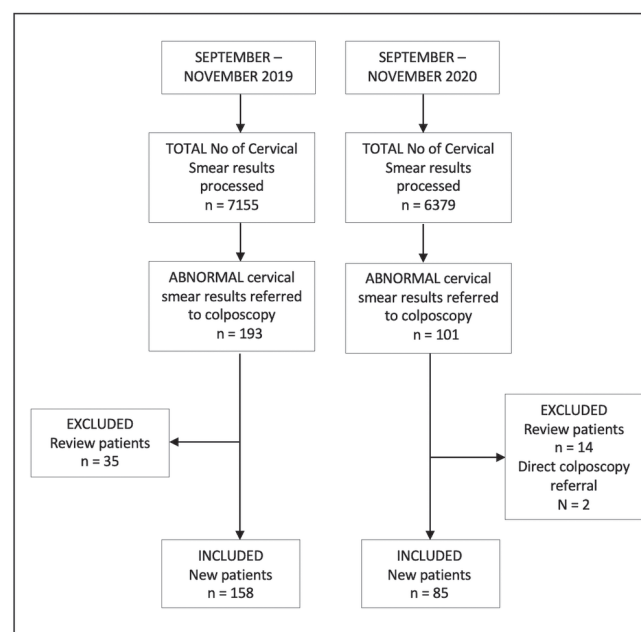 SEPTEMBER –
NOVEMBER 2019
TOTAL No of Cervical
Smear results
processed
n = 7155
ABNORMAL cervical
smear results referred
to colposcopy
n = 193
EXCLUDED
Review patients
n = 35
INCLUDED
New patients
n = 158
SEPTEMBER –
NOVEMBER 2020
TOTAL No of Cervical
Smear results
processed
n = 6379
ABNORMAL cervical
smear results referred
to colposcopy
n = 101
EXCLUDED
Review patients
n = 14
Direct colposcopy
referral
N = 2
INCLUDED
New patients
n = 85